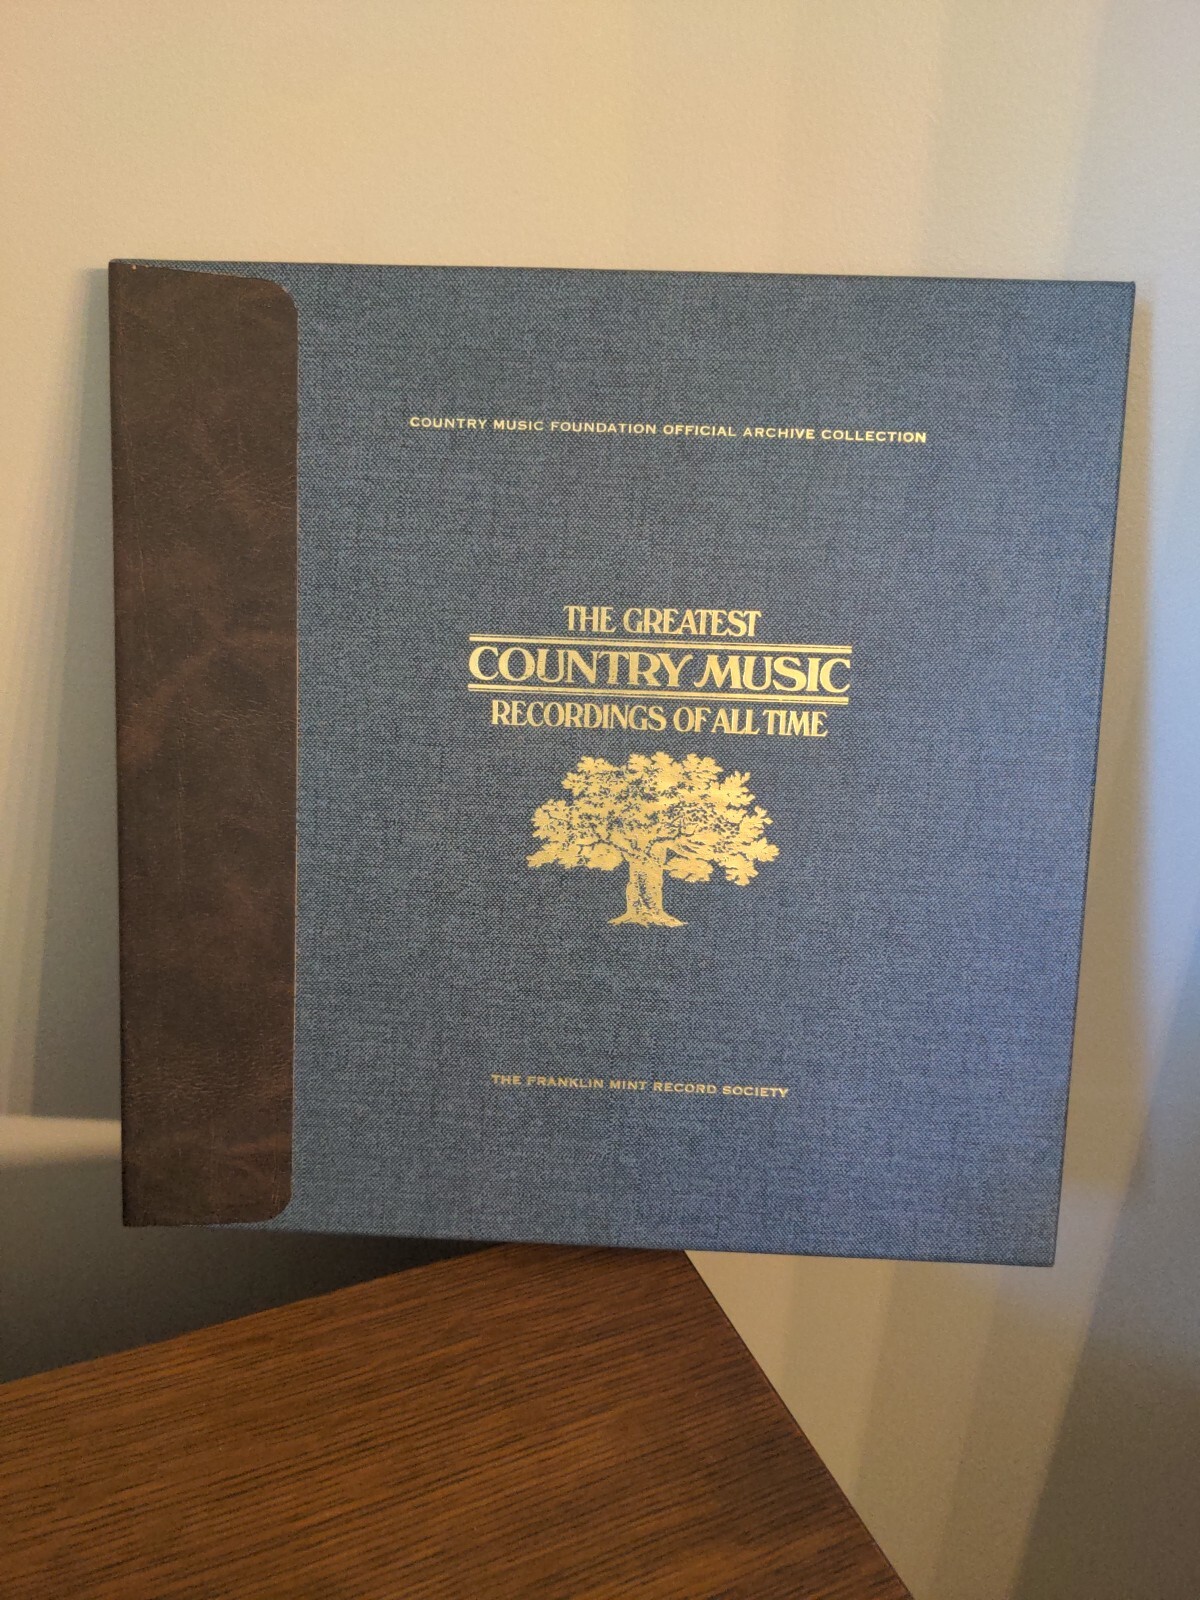 COUNTRY MUSIC FOUNDATION OFFICIAL ARCHIVE COLLECTION
THE GREATEST
COUNTRY MUSIC
RECORDINGS OF ALL TIME
THE FRANKLIN MINT RECORD SOCIETY